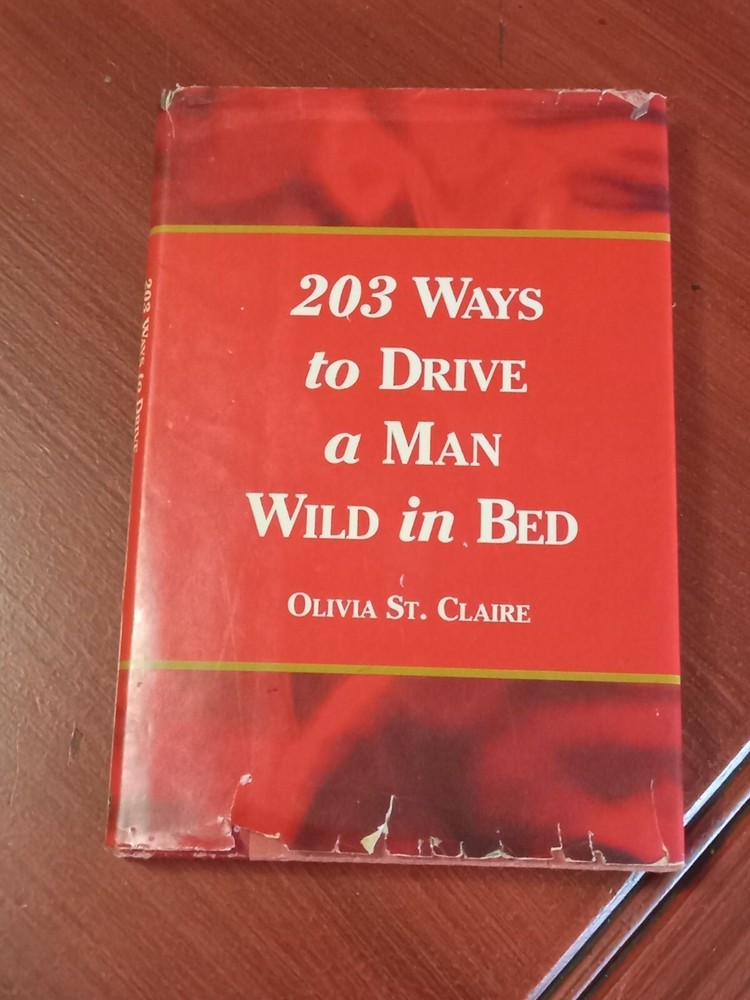 203 WAYS
to DRIVE
a MAN
WILD in BED
OLIVIA ST. CLAIRE
203 WAYS to DRIVE